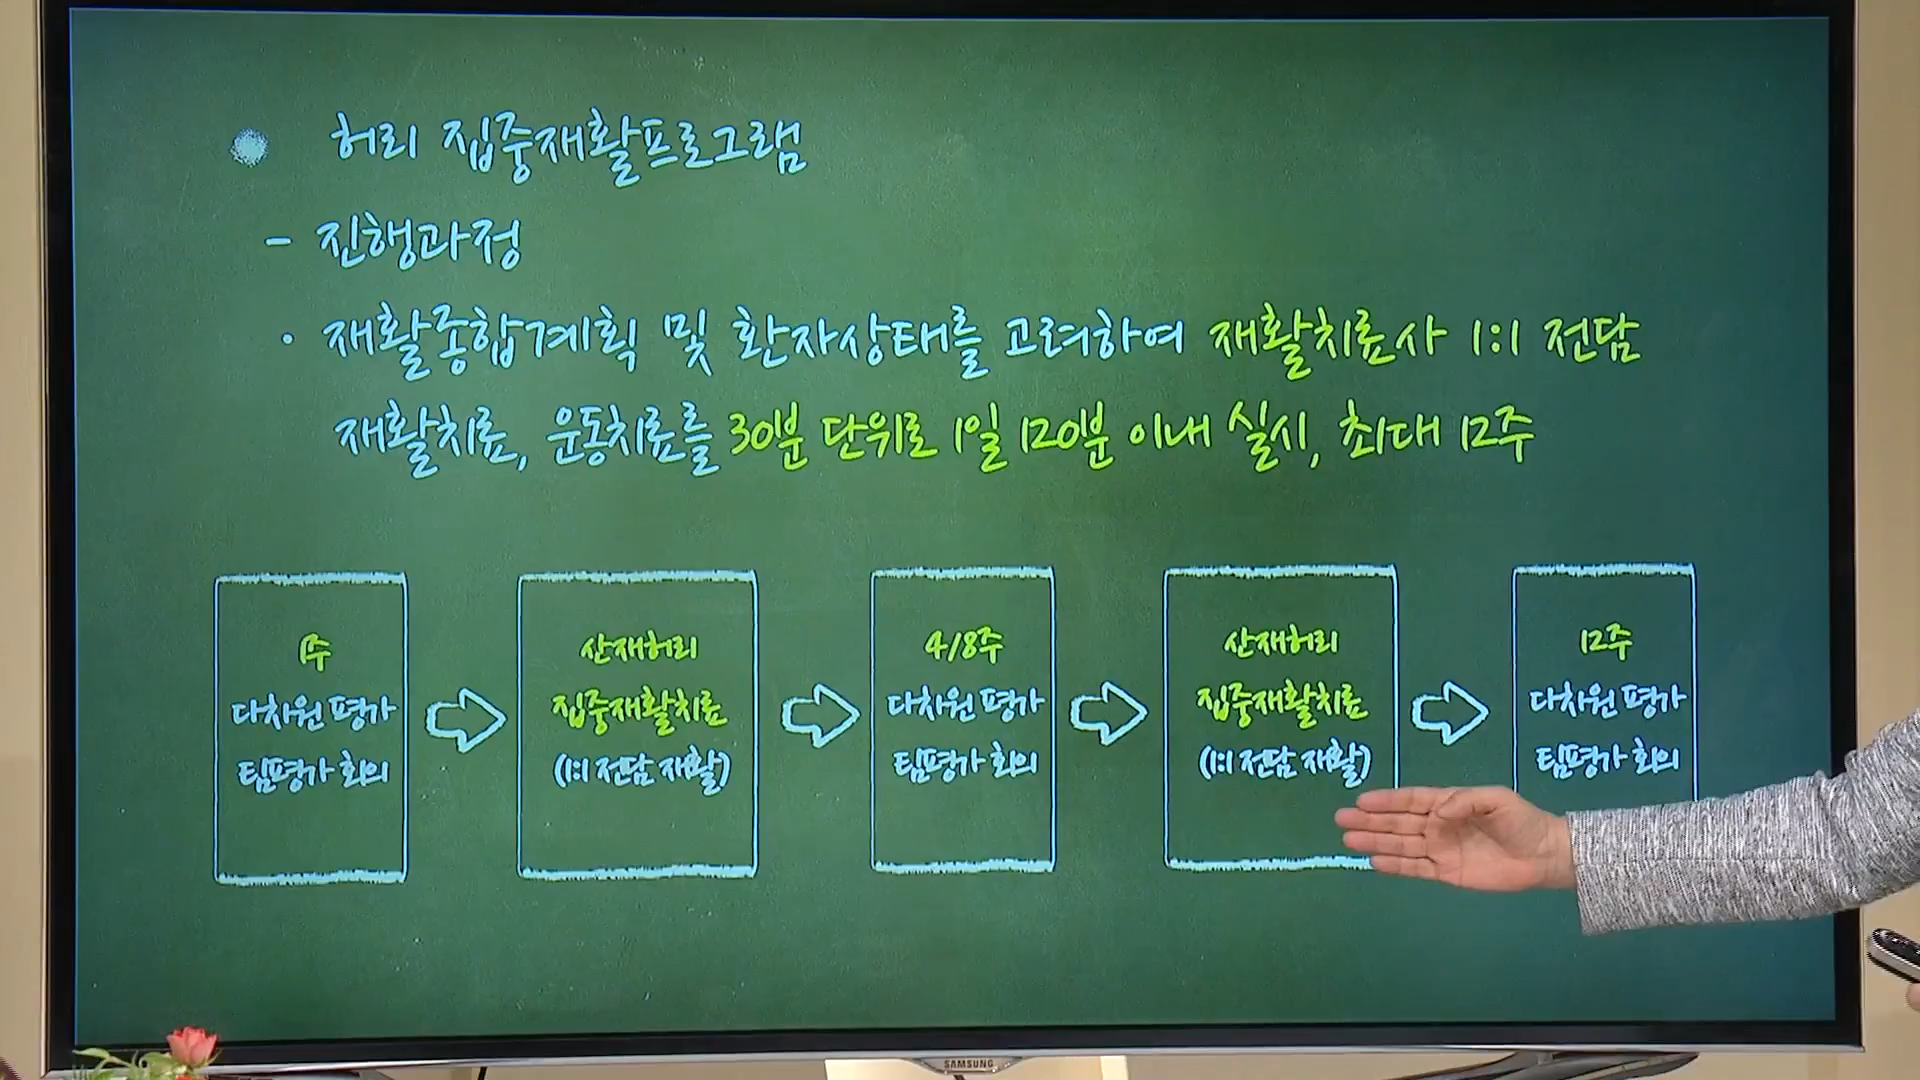 허리 집중재활프로그램
- 진행과정
· 재활종합계획 및 환자상태를 고려하여 재활치료사 1:1 전담
재활치료, 운동치료를 30분 단위로 1일 120분 이내 실시, 최대 12주
1주
다차원 평가
팀평가 회의
산재허리
집중재활치료
(1:1 전담 재활)
4/8주
다차원 평가
팀평가 회의
산재허리
집중재활치료
(1:1 전담 재활)
12주
다차원 평가
팀평가 회의
SAMSUNG